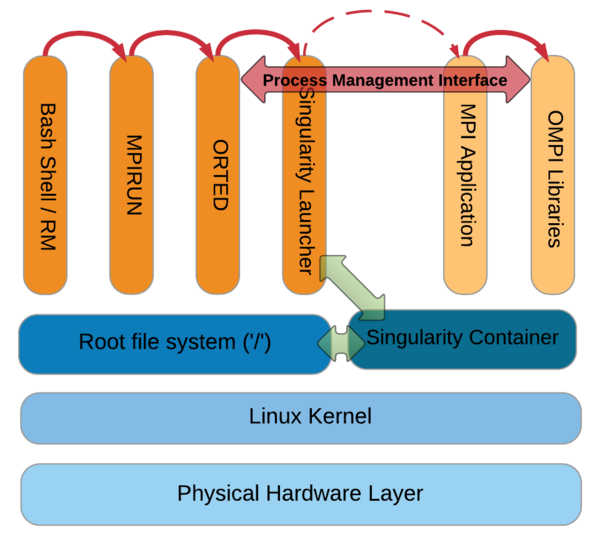 Process Management Interface
Bash Shell / RM
MPIRUN
ORTED
Singularity Launcher
MPI Application
OMPI Libraries
Root file system ('/')
Singularity Container
Linux Kernel
Physical Hardware Layer